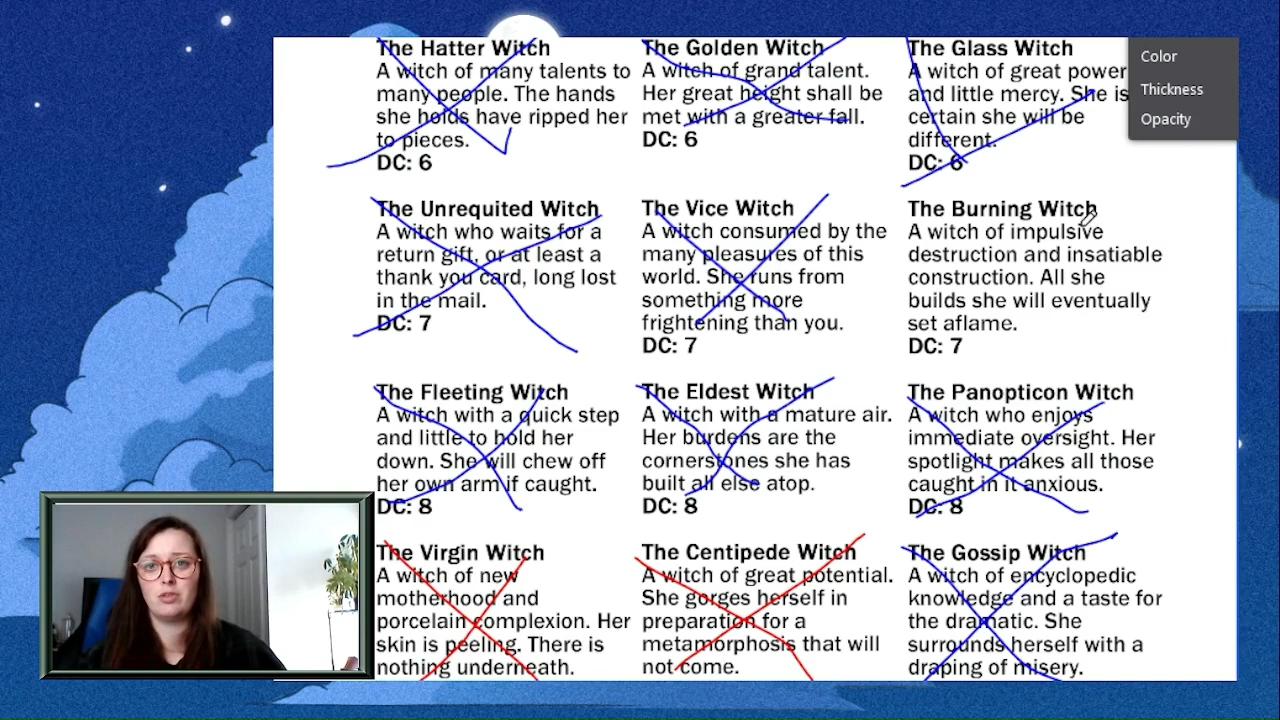 The Hatter Witch
A witch of many talents to
many people. The hands
she holds have ripped her
to pieces.
DC: 6
The Golden Witch
A witch of grand talent.
Her great height shall be
met with a greater fall.
DC: 6
The Glass Witch
A witch of great power
and little mercy. She is
certain she will be
different.
DC: 6
Color
Thickness
Opacity
The Unrequited Witch
A witch who waits for a
return gift, or at least a
thank you card, long lost
in the mail.
DC: 7
The Vice Witch
A witch consumed by the
many pleasures of this
world. She runs from
something more
frightening than you.
DC: 7
The Burning Witch
A witch of impulsive
destruction and insatiable
construction. All she
builds she will eventually
set aflame.
DC: 7
The Fleeting Witch
A witch with a quick step
and little to hold her
down. She will chew off
her own arm if caught.
DC: 8
The Eldest Witch
A witch with a mature air.
Her burdens are the
cornerstones she has
built all else atop.
DC: 8
The Panopticon Witch
A witch who enjoys
immediate oversight. Her
spotlight makes all those
caught in it anxious.
DC: 8
The Virgin Witch
A witch of new
motherhood and
porcelain complexion. Her
skin is peeling. There is
nothing underneath.
The Centipede Witch
A witch of great potential.
She gorges herself in
preparation for a
metamorphosis that will
not come.
The Gossip Witch
A witch of encyclopedic
knowledge and a taste for
the dramatic. She
surrounds herself with a
draping of misery.